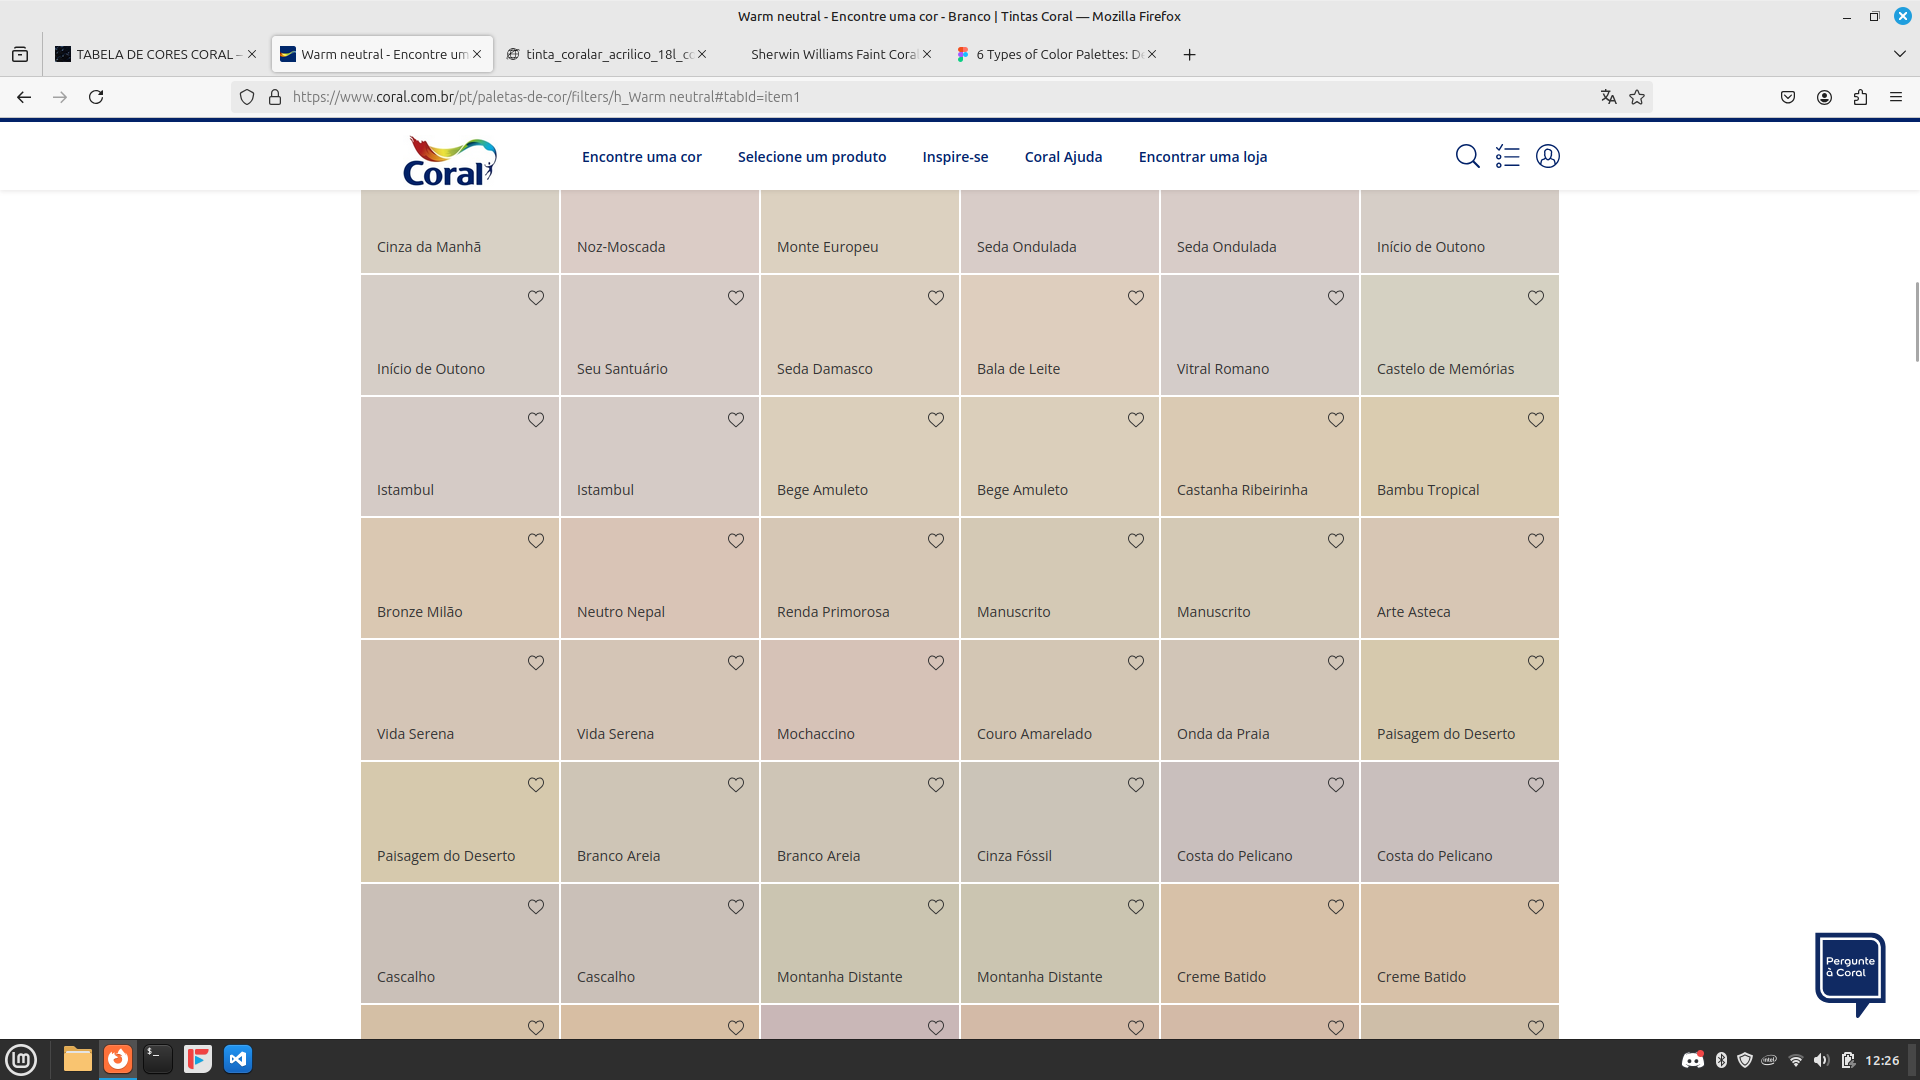 Warm neutral - Encontre uma cor - Branco | Tintas Coral — Mozilla Firefox
TABELA DE CORES CORAL –
Warm neutral - Encontre um
tinta_coralar_acrilico_18l_cc
Sherwin Williams Faint Coral
6 Types of Color Palettes: De
https://www.coral.com.br/pt/paletas-de-cor/filters/h_Warm neutral#tabId=item1
Coral
Encontre uma cor
Selecione um produto
Inspire-se
Coral Ajuda
Encontrar uma loja
Cinza da Manhã
Noz-Moscada
Monte Europeu
Seda Ondulada
Seda Ondulada
Início de Outono
Início de Outono
Seu Santuário
Seda Damasco
Bala de Leite
Vitral Romano
Castelo de Memórias
Istambul
Istambul
Bege Amuleto
Bege Amuleto
Castanha Ribeirinha
Bambu Tropical
Bronze Milão
Neutro Nepal
Renda Primorosa
Manuscrito
Manuscrito
Arte Asteca
Vida Serena
Vida Serena
Mochaccino
Couro Amarelado
Onda da Praia
Paisagem do Deserto
Paisagem do Deserto
Branco Areia
Branco Areia
Cinza Fóssil
Costa do Pelicano
Costa do Pelicano
Cascalho
Cascalho
Montanha Distante
Montanha Distante
Creme Batido
Creme Batido
Pergunte
à Coral
12:26